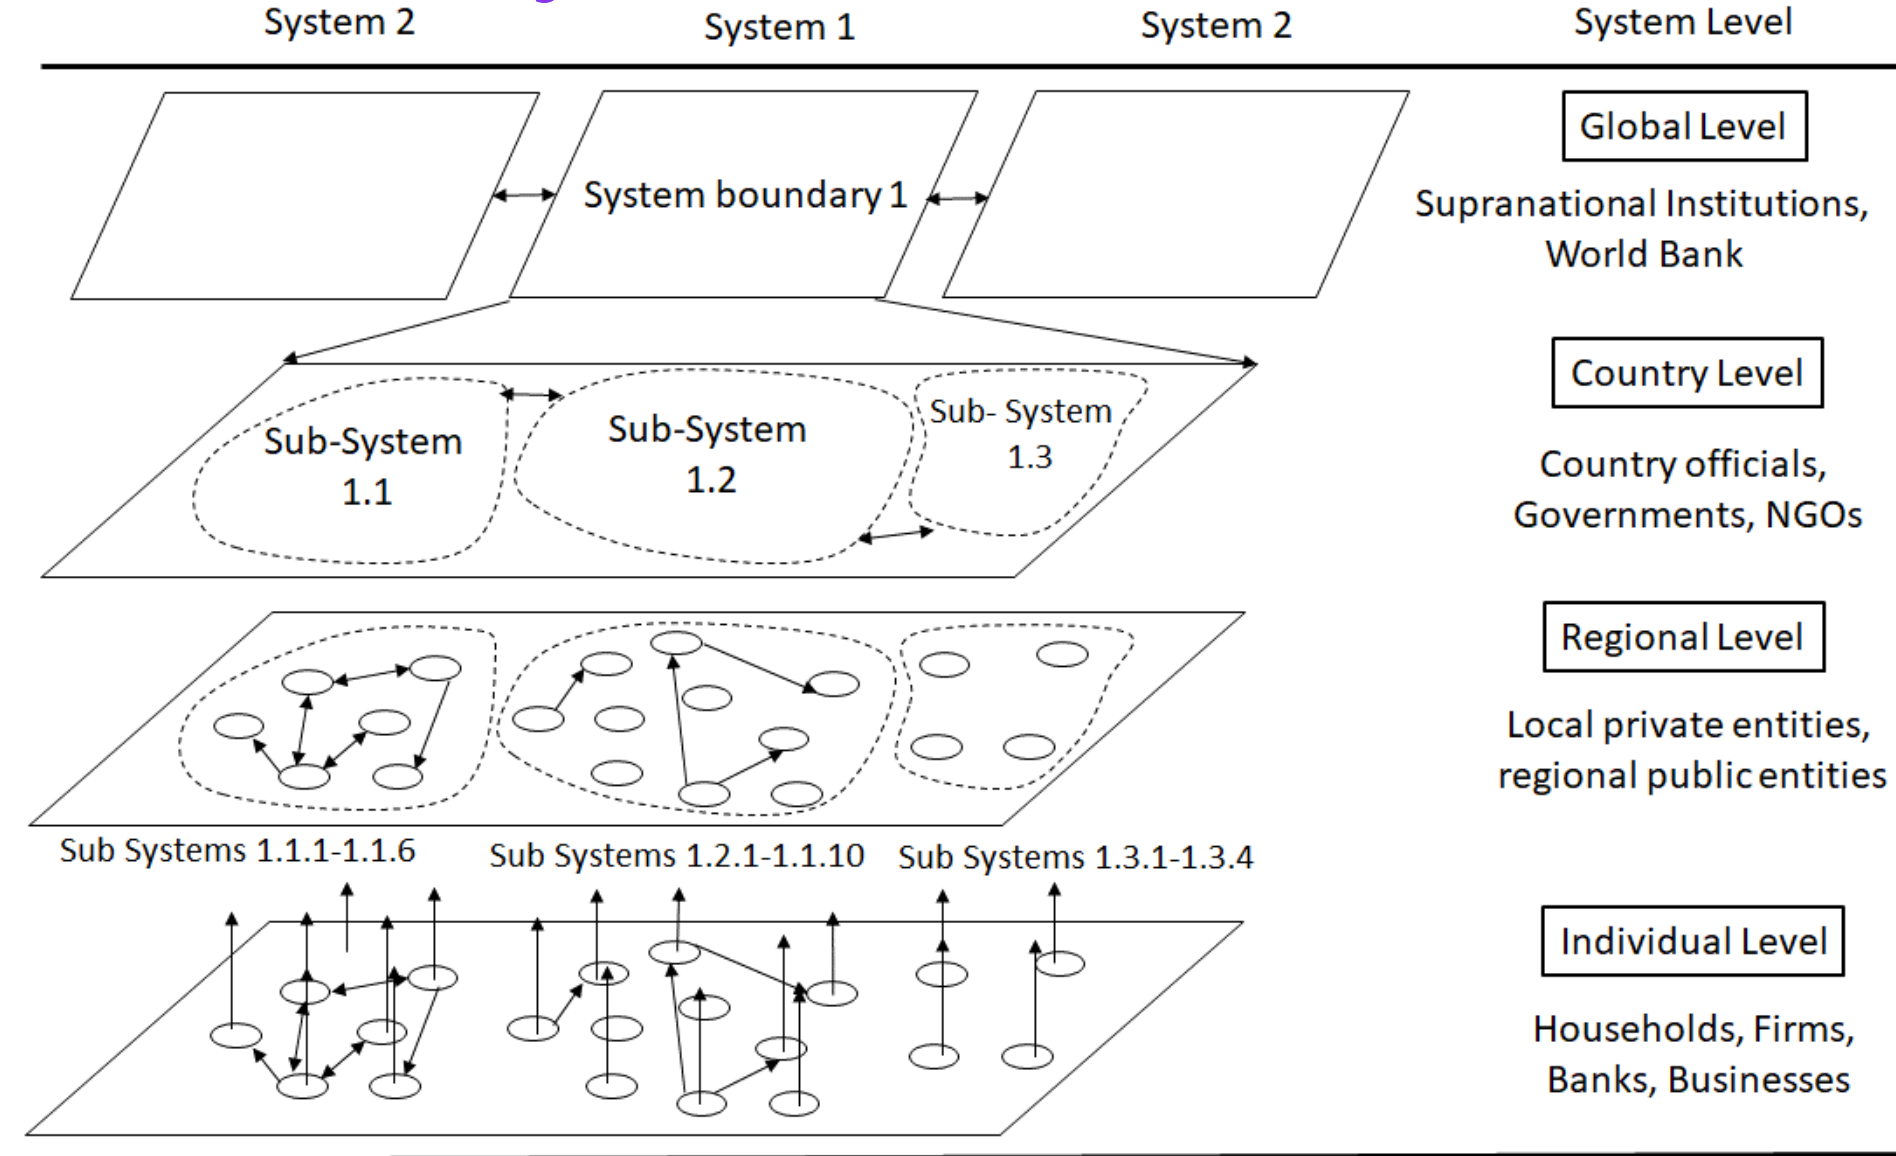 System 2
System 1
System 2
System Level
Global Level
System boundary 1
Supranational Institutions,
World Bank
Country Level
Sub-System
1.1
Sub-System
1.2
Sub- System
1.3
Country officials,
Governments, NGOs
Regional Level
Local private entities,
regional public entities
Sub Systems 1.1.1-1.1.6
Sub Systems 1.2.1-1.1.10
Sub Systems 1.3.1-1.3.4
Individual Level
Households, Firms,
Banks, Businesses